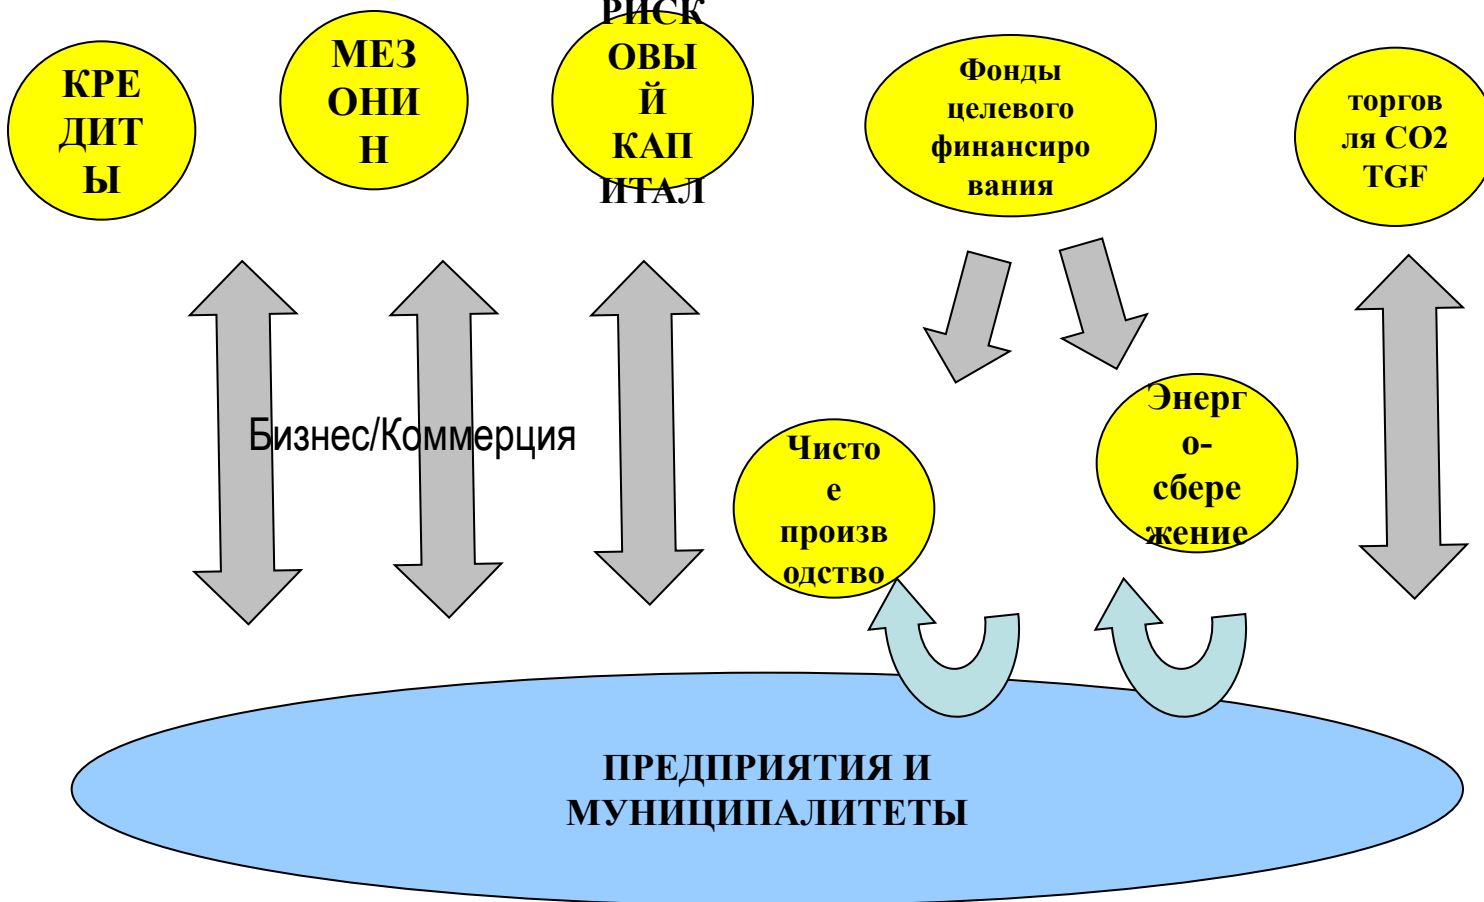 КРЕ
ДИТ
Ы
МЕЗ
ОНИ
Н
РИСК
ОВЫ
Й
КАП
ИТАЛ
Фонды
целевого
финансиро
вания
торгов
ля СО2
TGF
Бизнес/Коммерция
Чисто
е
произв
одство
Энерг
о-
сбере
жение
ПРЕДПРИЯТИЯ И
МУНИЦИПАЛИТЕТЫ